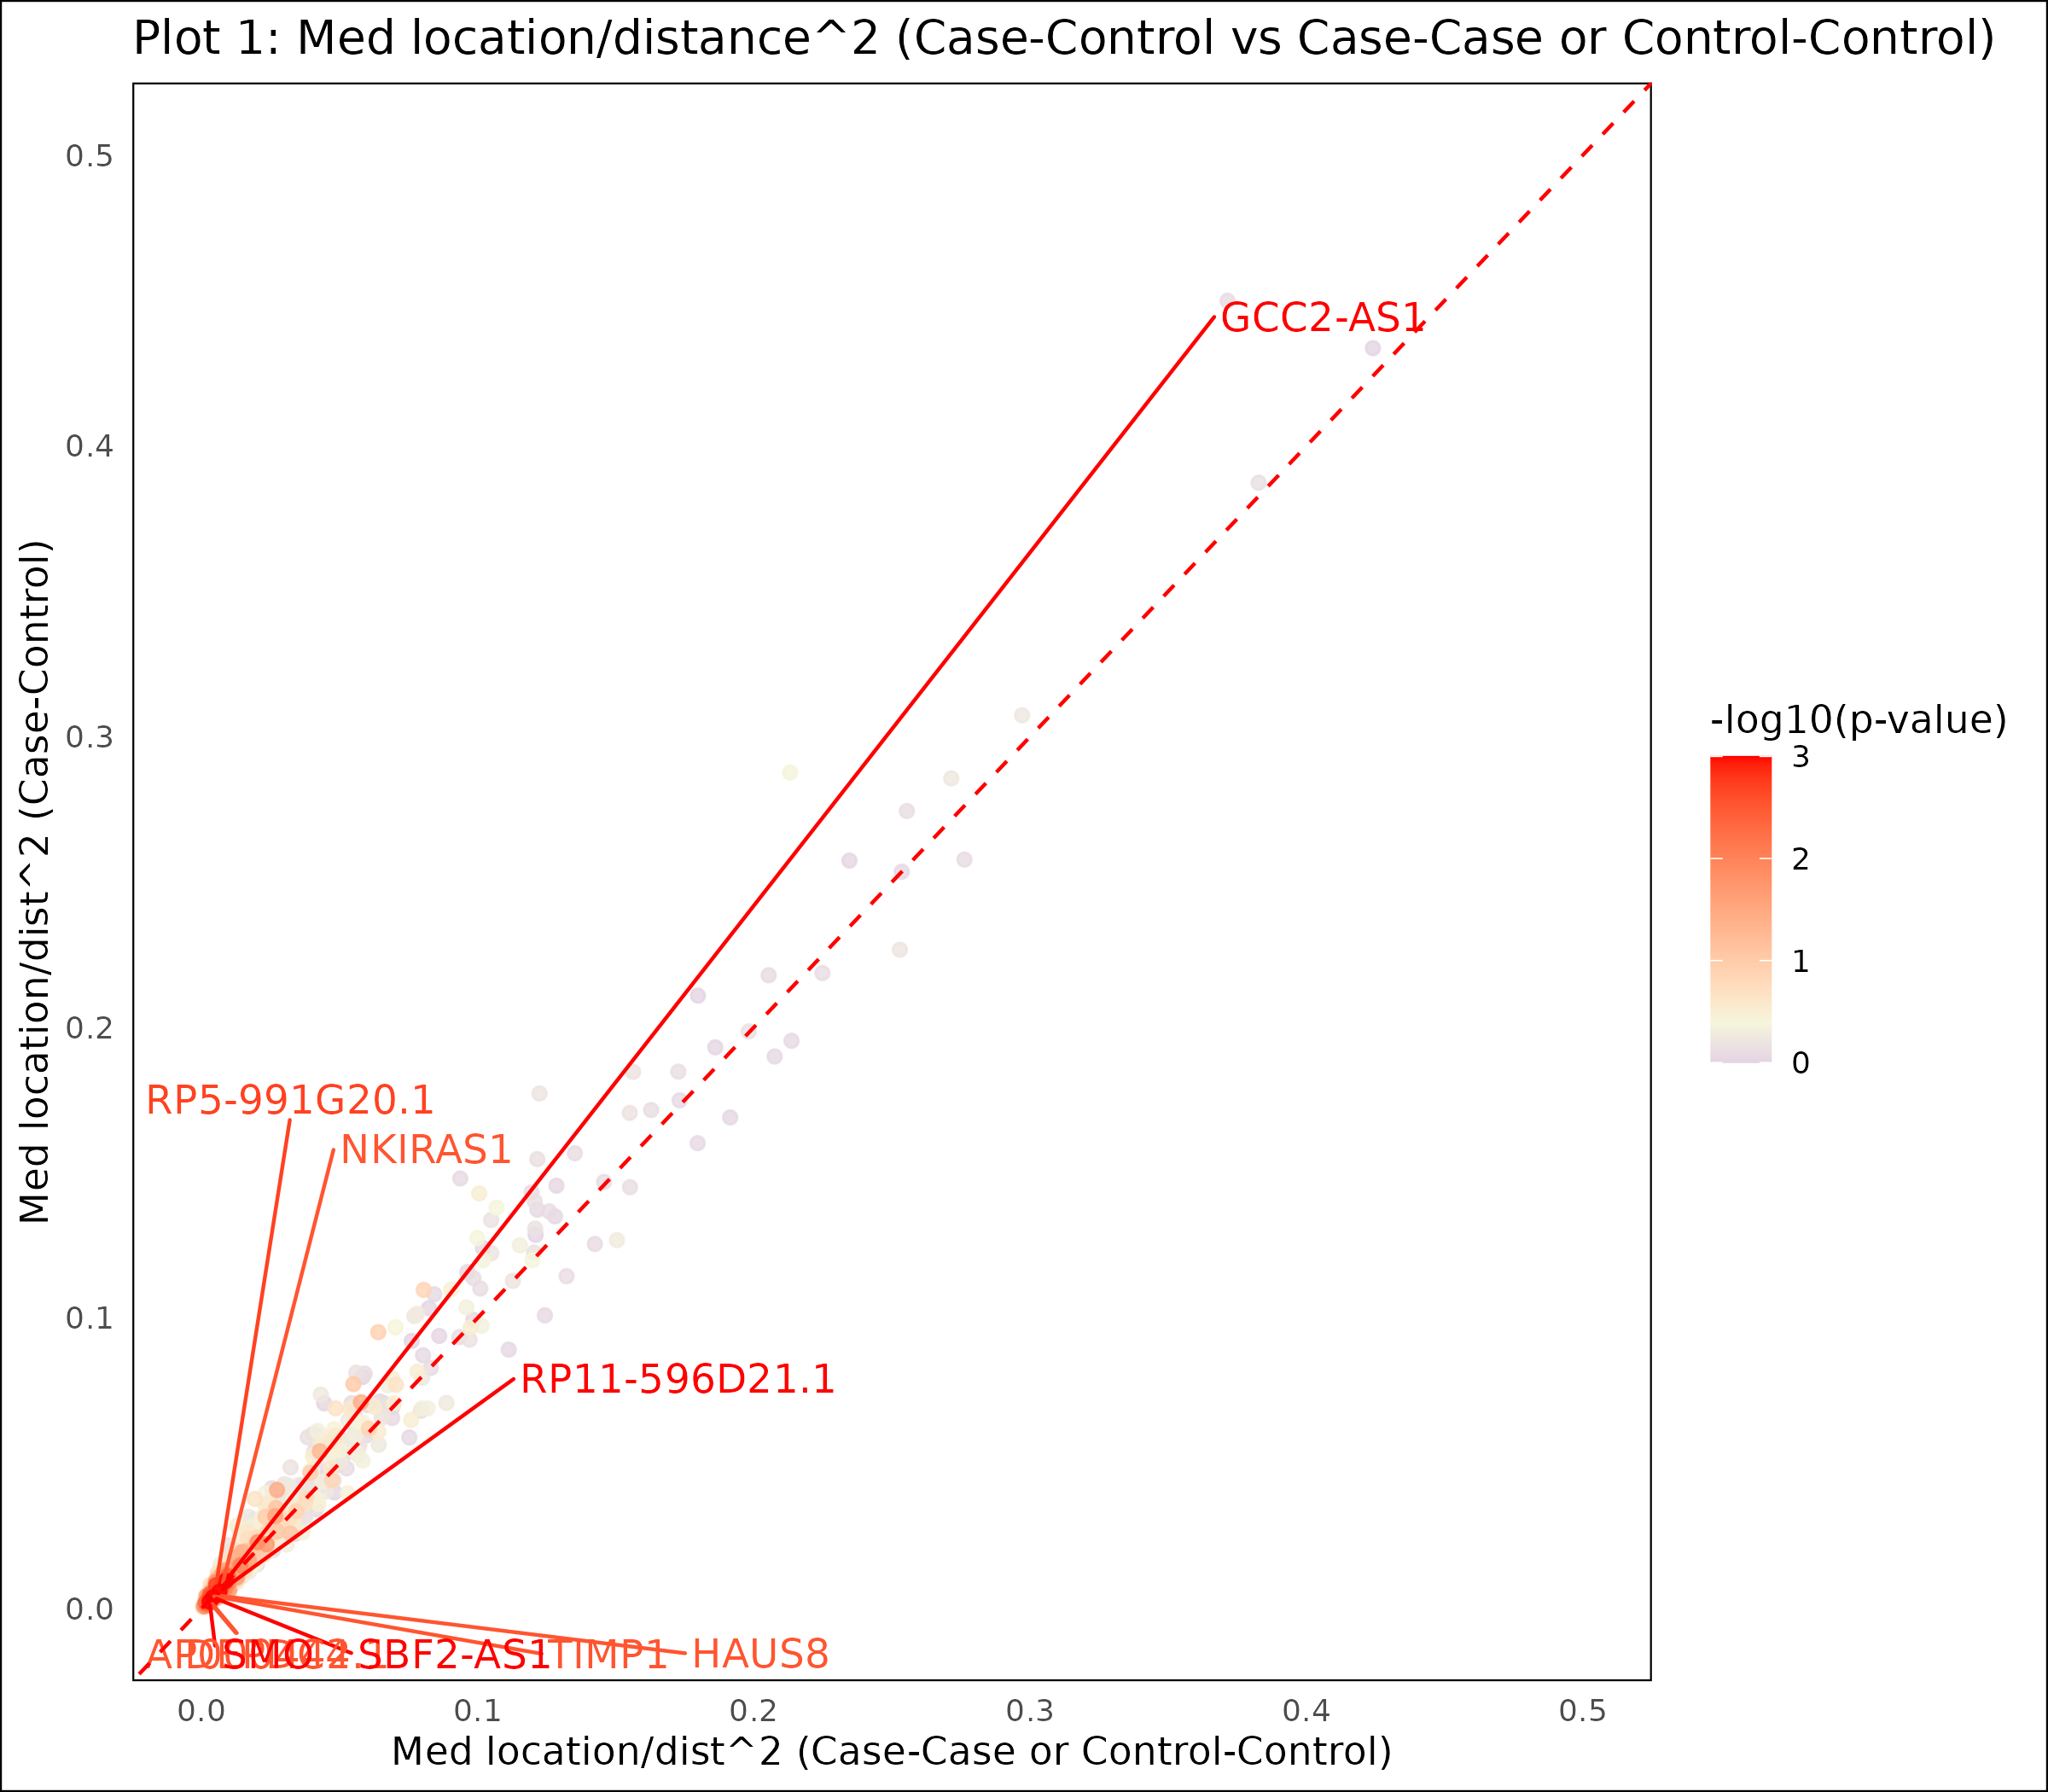 Plot 1: Med location/distance^2 (Case-Control vs Case-Case or Control-Control)
Med location/dist^2 (Case-Control)
0.5
0.4
0.3
0.2
0.1
0.0
GCC2-AS1
RP5-991G20.1
NKIRAS1
RP11-596D21.1
SMO
SBF2-AS1
TIMP1
HAUS8
0.0 0.1 0.2 0.3 0.4 0.5
Med location/dist^2 (Case-Case or Control-Control)
-log10(p-value)
3
2
1
0